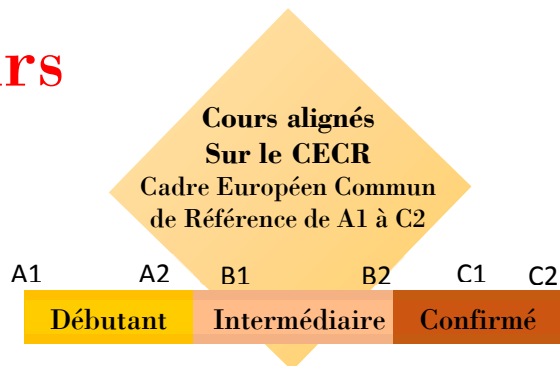 rs
Cours alignés
Sur le CECR
Cadre Européen Commun
de Référence de A1 à C2
A1 A2 B1 B2 C1 C2
Débutant Intermédiaire Confirmé